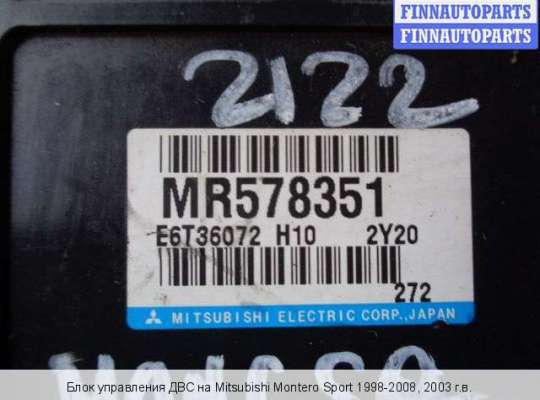 FINNAUTOPARTS
FINNAUTOPARTS
2122
MR578351
E6T36072 H10 2Y20
272
MITSUBISHI ELECTRIC CORP., JAPAN
Блок управления ДВС на Mitsubishi Montero Sport 1998-2008, 2003 г.в.